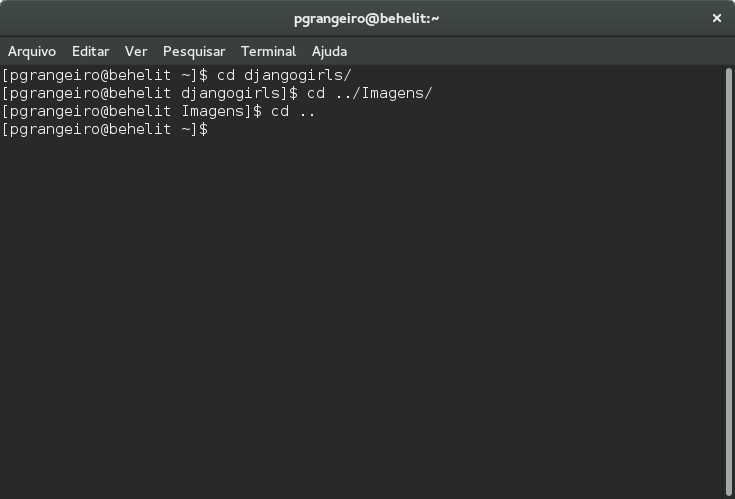 pgrangeiro@behelit:~
Arquivo Editar Ver Pesquisar Terminal Ajuda
[pgrangeiro@behelit ~]$ cd djangogirls/
[pgrangeiro@behelit djangogirls]$ cd ../Imagens/
[pgrangeiro@behelit Imagens]$ cd ..
[pgrangeiro@behelit ~]$